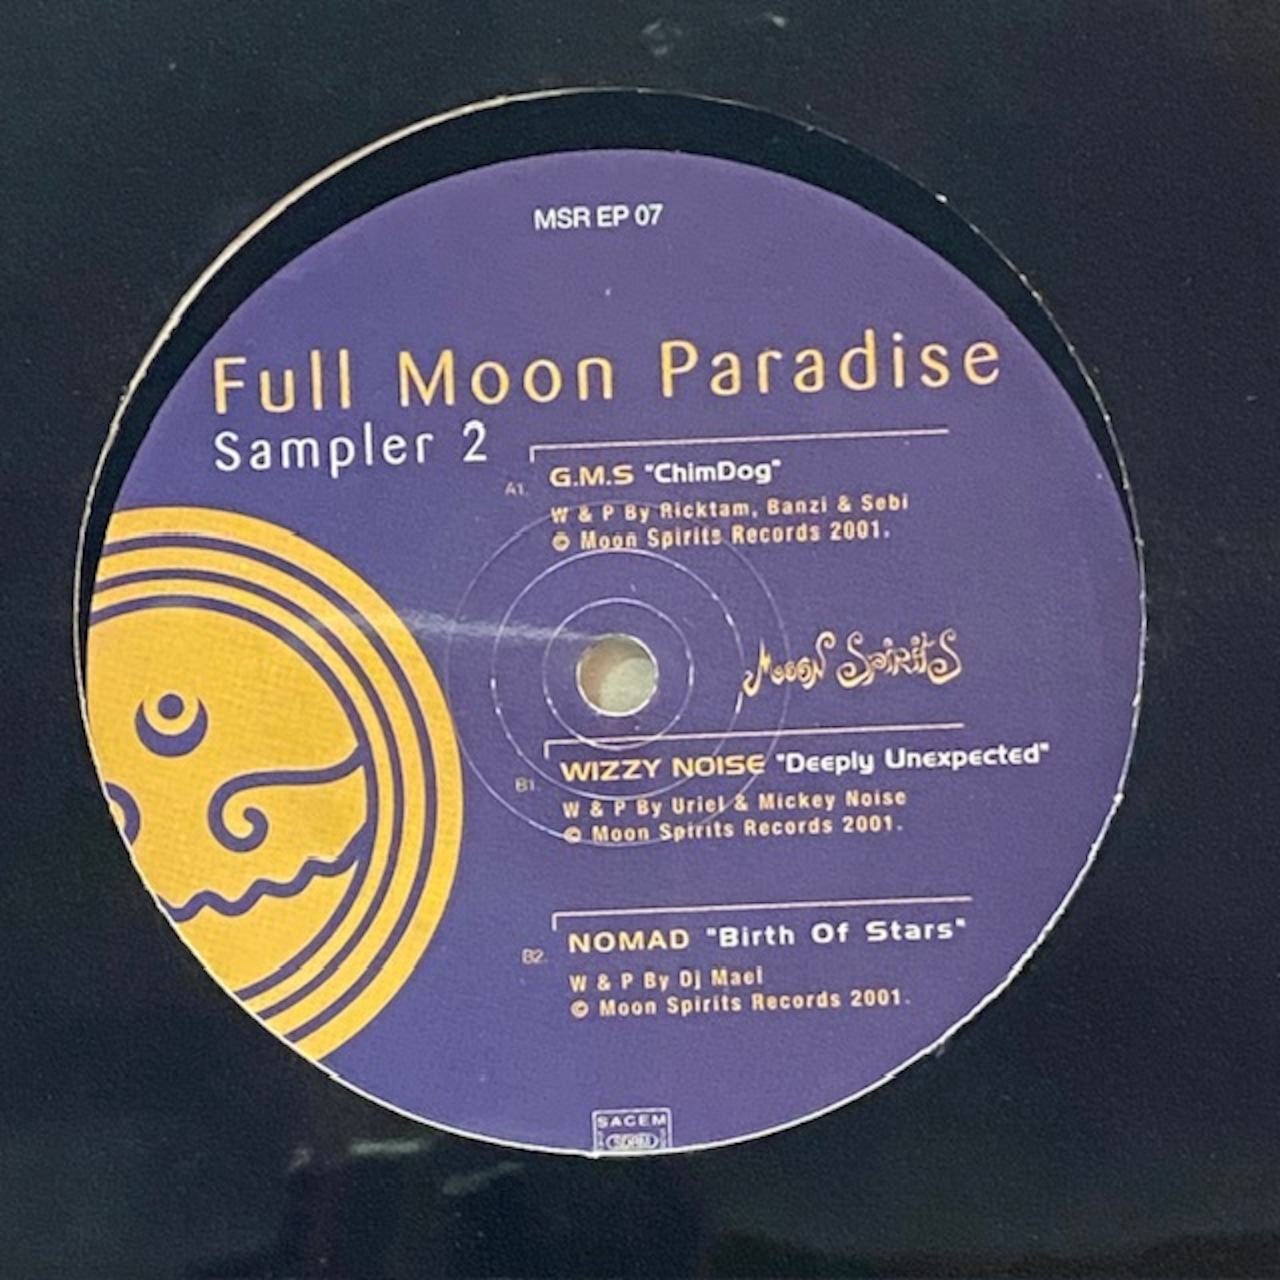 MSR EP 07
Full Moon Paradise
Sampler 2
A1. G.M.S "ChimDog"
W & P By Ricktam, Banzi & Sebi
© Moon Spirits Records 2001.
Moon Spirits
B1. WIZZY NOISE "Deeply Unexpected"
W & P By Uriel & Mickey Noise
© Moon Spirits Records 2001.
B2. NOMAD "Birth Of Stars"
W & P By Dj Mael
© Moon Spirits Records 2001.
SACEM
SDRM